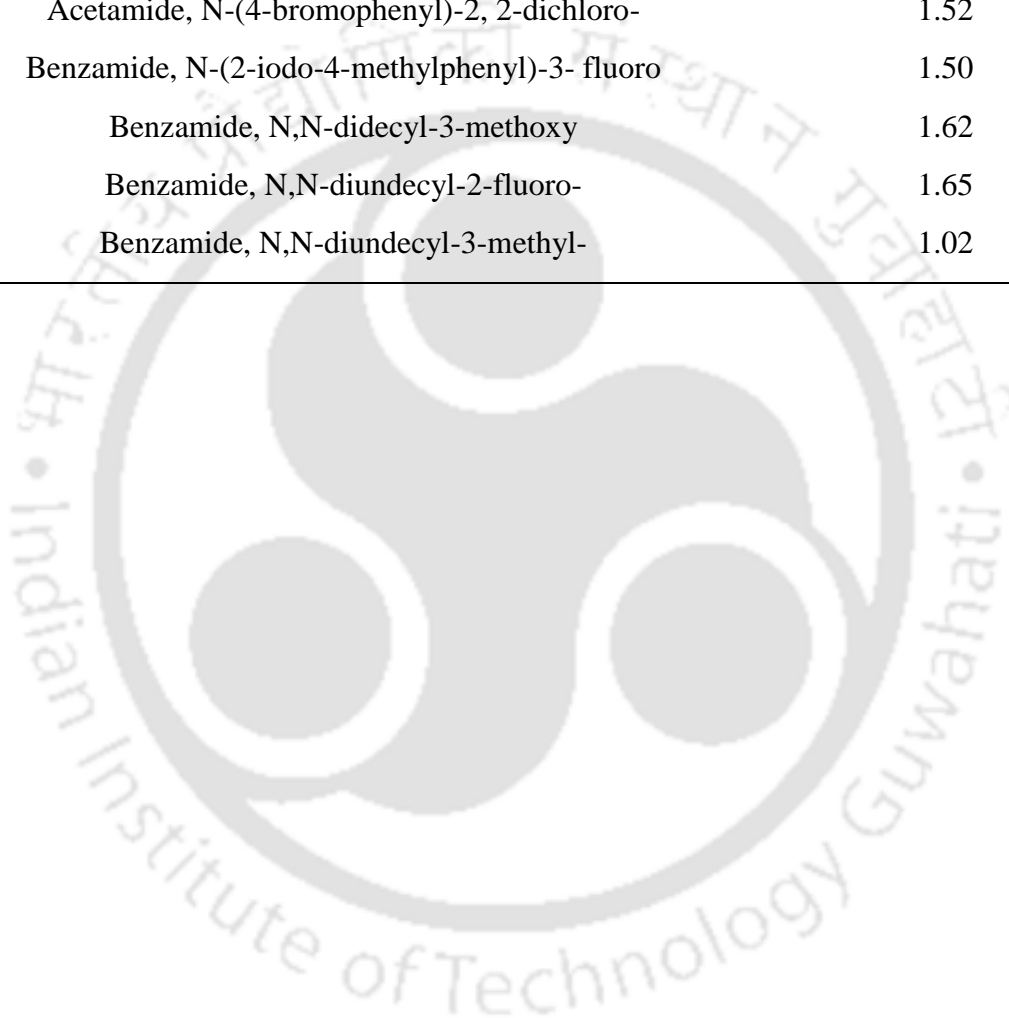 Acetamide, N-(4-bromophenyl)-2, 2-dichloro- 1.52
Benzamide, N-(2-iodo-4-methylphenyl)-3- fluoro 1.50
Benzamide, N,N-didecyl-3-methoxy 1.62
Benzamide, N,N-diundecyl-2-fluoro- 1.65
Benzamide, N,N-diundecyl-3-methyl- 1.02
भारतीय प्रौद्योगिकी संस्थान गुवाहाटी
Indian Institute of Technology Guwahati